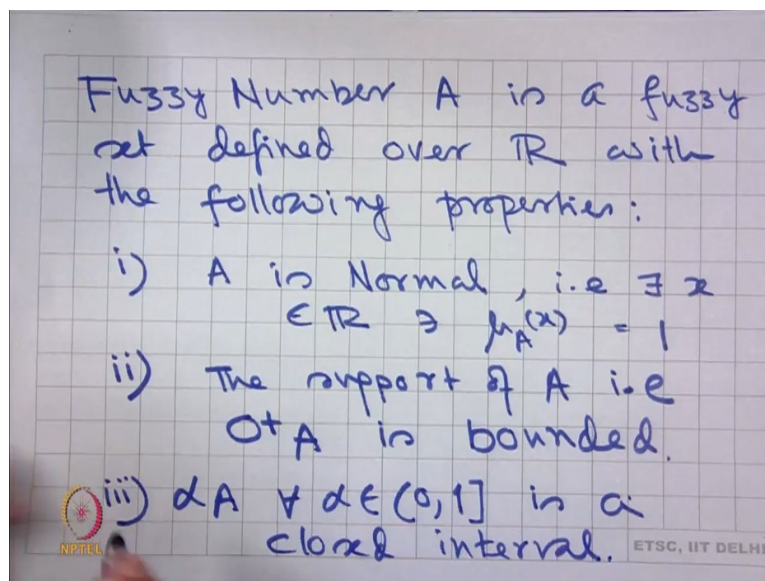 Fuzzy Number A is a fuzzy
set defined over ℝ with
the following properties:
i) A is Normal, i.e ∃ x
∈ ℝ ∋ μ_A(x) = 1
ii) The support of A i.e
0+ A is bounded.
iii) αA ∀ α ∈ (0,1] is a
closed interval.
NPTEL
ETSC, IIT DELHI